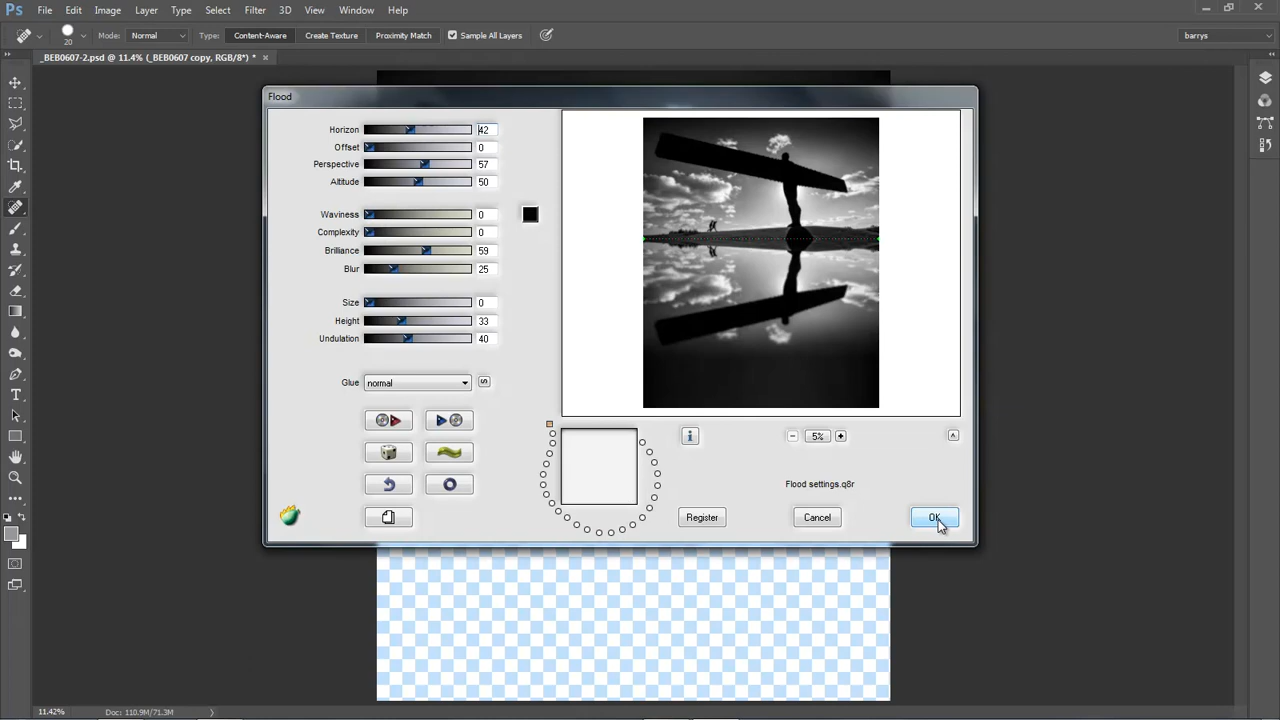 Ps File Edit Image Layer Type Select Filter 3D View Window Help
20 Mode: Normal Type: Content-Aware Create Texture Proximity Match Sample All Layers barrys
_BEB0607-2.psd @ 11.4% (_BEB0607 copy, RGB/8*) * ×
Flood
Horizon 42
Offset 0
Perspective 57
Altitude 50
Waviness 0
Complexity 0
Brilliance 59
Blur 25
Size 0
Height 33
Undulation 40
Glue normal S
5%
Flood settings.q8r
Register Cancel OK
11.42% Doc: 110.9M/71.3M